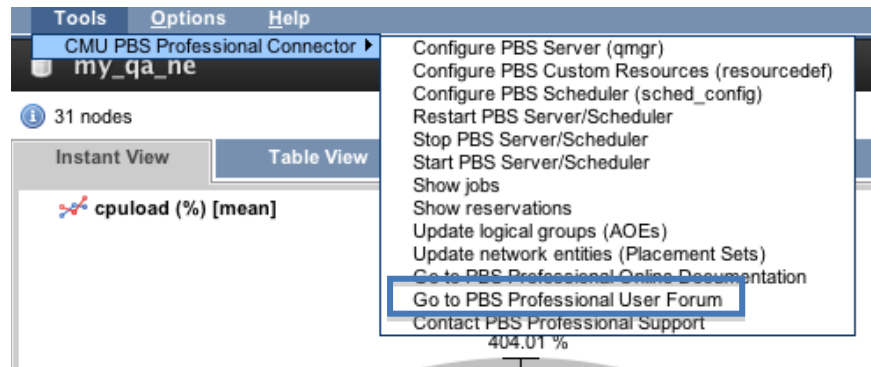 Tools Options Help
CMU PBS Professional Connector
my_qa_ne
31 nodes
Instant View Table View
cpuload (%) [mean]
Configure PBS Server (qmgr)
Configure PBS Custom Resources (resourcedef)
Configure PBS Scheduler (sched_config)
Restart PBS Server/Scheduler
Stop PBS Server/Scheduler
Start PBS Server/Scheduler
Show jobs
Show reservations
Update logical groups (AOEs)
Update network entities (Placement Sets)
Go to PBS Professional Online Documentation
Go to PBS Professional User Forum
Contact PBS Professional Support
404.01 %